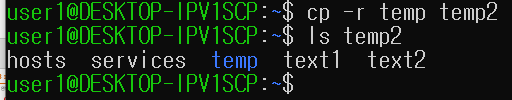 user1@DESKTOP-IPV1SCP:~$ cp -r temp temp2
user1@DESKTOP-IPV1SCP:~$ ls temp2
hosts  services  temp  text1  text2
user1@DESKTOP-IPV1SCP:~$